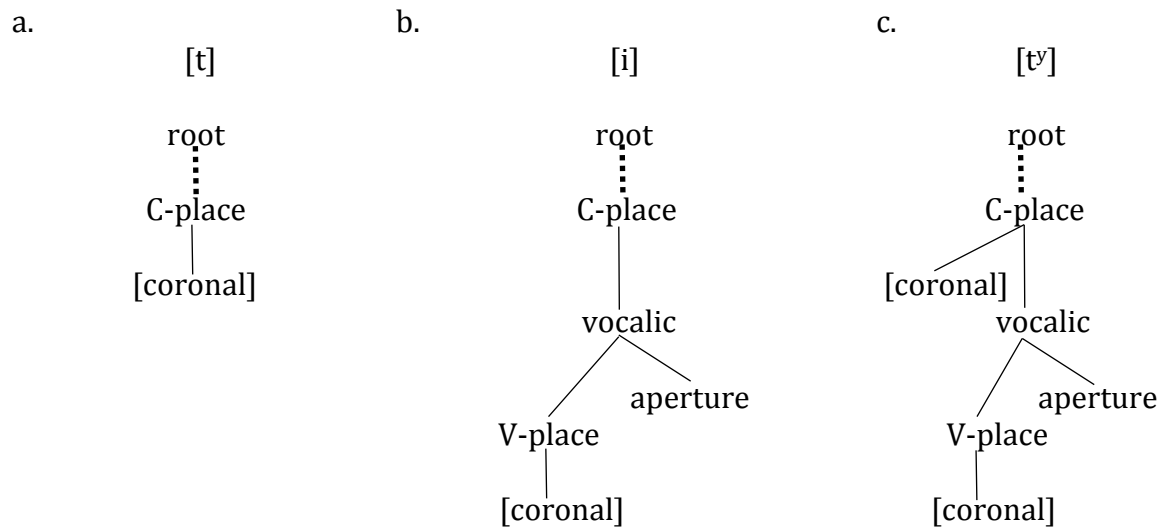 a. b. c.
[t] [i] [tʸ]
root root root
C-place C-place C-place
[coronal] [coronal]
vocalic vocalic
aperture aperture
V-place V-place
[coronal] [coronal]